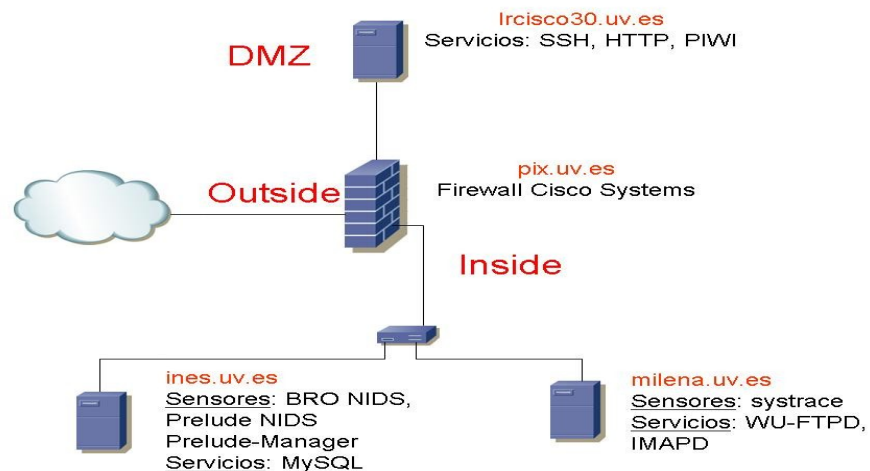 lrcisco30.uv.es
Servicios: SSH, HTTP, PIWI
DMZ
pix.uv.es
Firewall Cisco Systems
Outside
Inside
ines.uv.es
Sensores: BRO NIDS,
Prelude NIDS
Prelude-Manager
Servicios: MySQL
milena.uv.es
Sensores: systrace
Servicios: WU-FTPD,
IMAPD